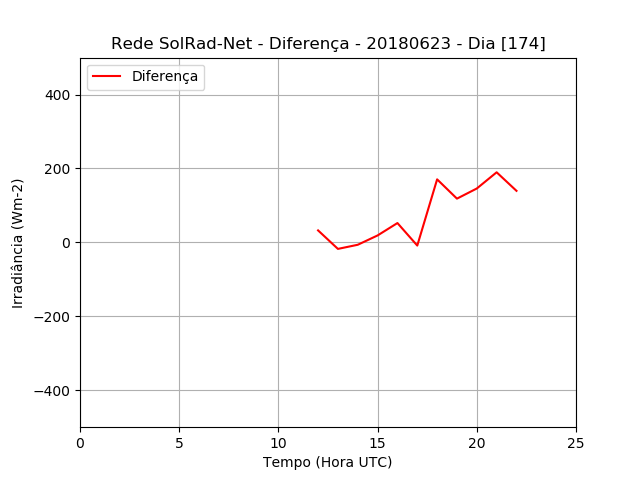 Rede SolRad-Net - Diferença - 20180623 - Dia [174]
Diferença
400
200
0
−200
−400
Irradiância (Wm-2)
0 5 10 15 20 25
Tempo (Hora UTC)